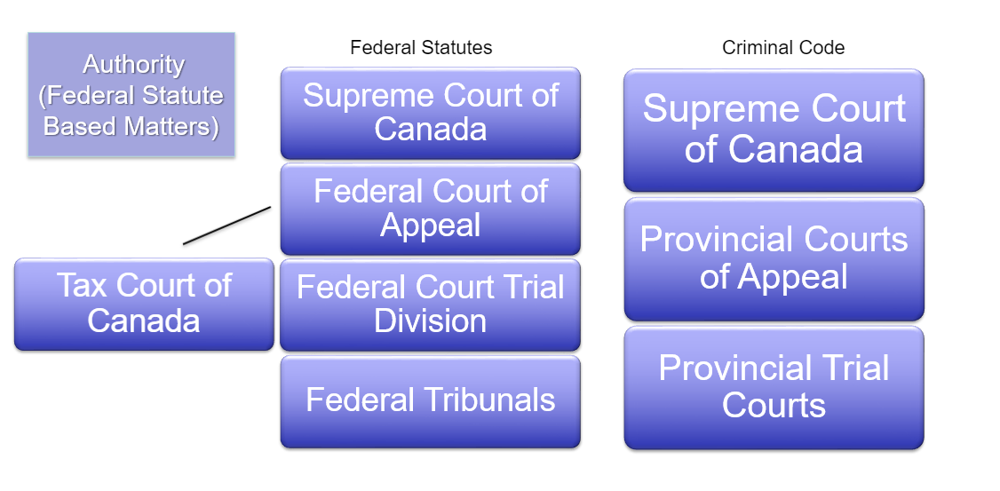 Authority
(Federal Statute
Based Matters)
Federal Statutes
Supreme Court of
Canada
Federal Court of
Appeal
Tax Court of
Canada
Federal Court Trial
Division
Federal Tribunals
Criminal Code
Supreme Court
of Canada
Provincial Courts
of Appeal
Provincial Trial
Courts